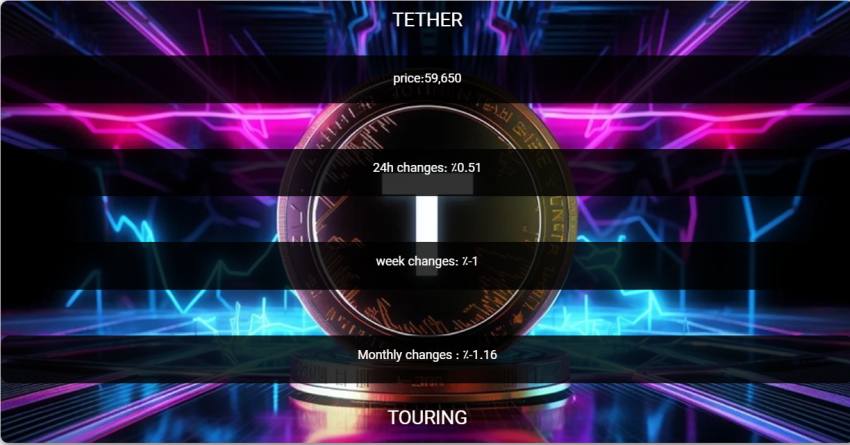 TETHER
price:59,650
24h changes: ٪0.51
T
week changes: ٪-1
Monthly changes : ٪-1.16
TOURING